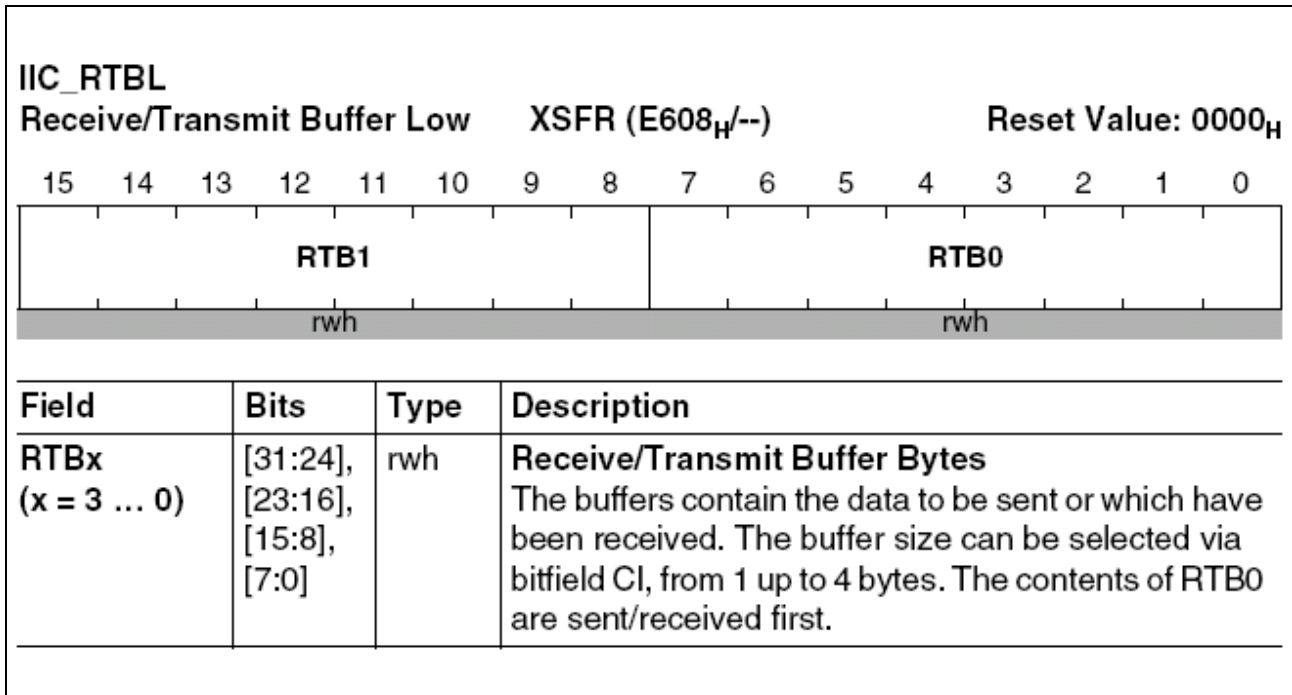 IIC_RTBL
Receive/Transmit Buffer Low XSFR (E608H/--) Reset Value: 0000H
15 14 13 12 11 10 9 8 7 6 5 4 3 2 1 0
RTB1 RTB0
rwh rwh
Field Bits Type Description
RTBx [31:24], rwh Receive/Transmit Buffer Bytes
(x = 3 ... 0) [23:16], The buffers contain the data to be sent or which have
[15:8], been received. The buffer size can be selected via
[7:0] bitfield CI, from 1 up to 4 bytes. The contents of RTB0
are sent/received first.